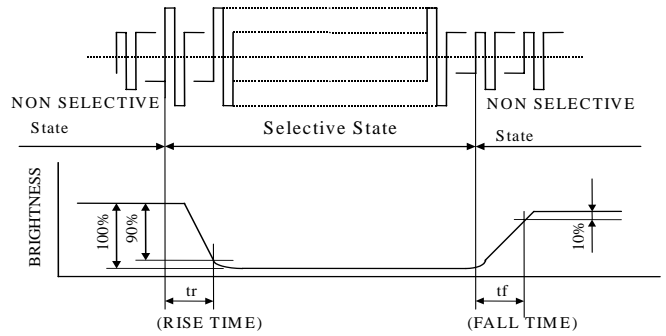 NON SELECTIVE
State
Selective State
NON SELECTIVE
State
BRIGHTNESS
100%
90%
10%
tr
tf
(RISE TIME)
(FALL TIME)